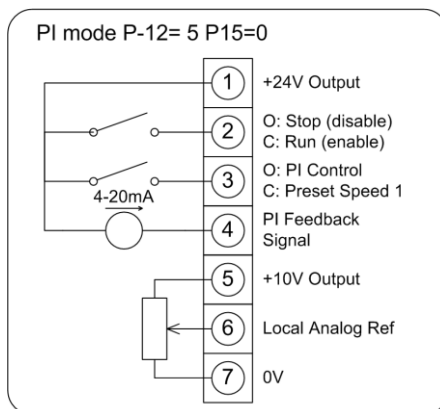 PI mode P-12= 5 P15=0
1 +24V Output
2 O: Stop (disable)
C: Run (enable)
3 O: PI Control
C: Preset Speed 1
4-20mA
4 PI Feedback
Signal
5 +10V Output
6 Local Analog Ref
7 0V